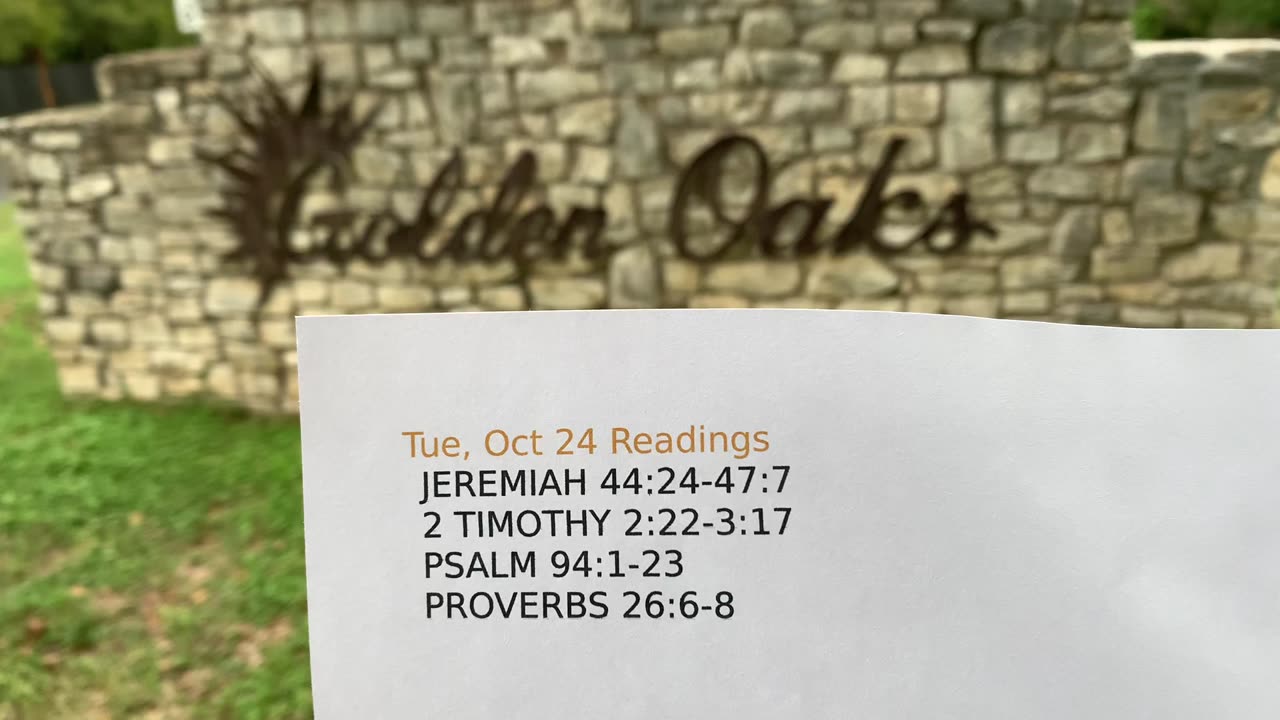 Golden Oaks
Tue, Oct 24 Readings
JEREMIAH 44:24-47:7
2 TIMOTHY 2:22-3:17
PSALM 94:1-23
PROVERBS 26:6-8